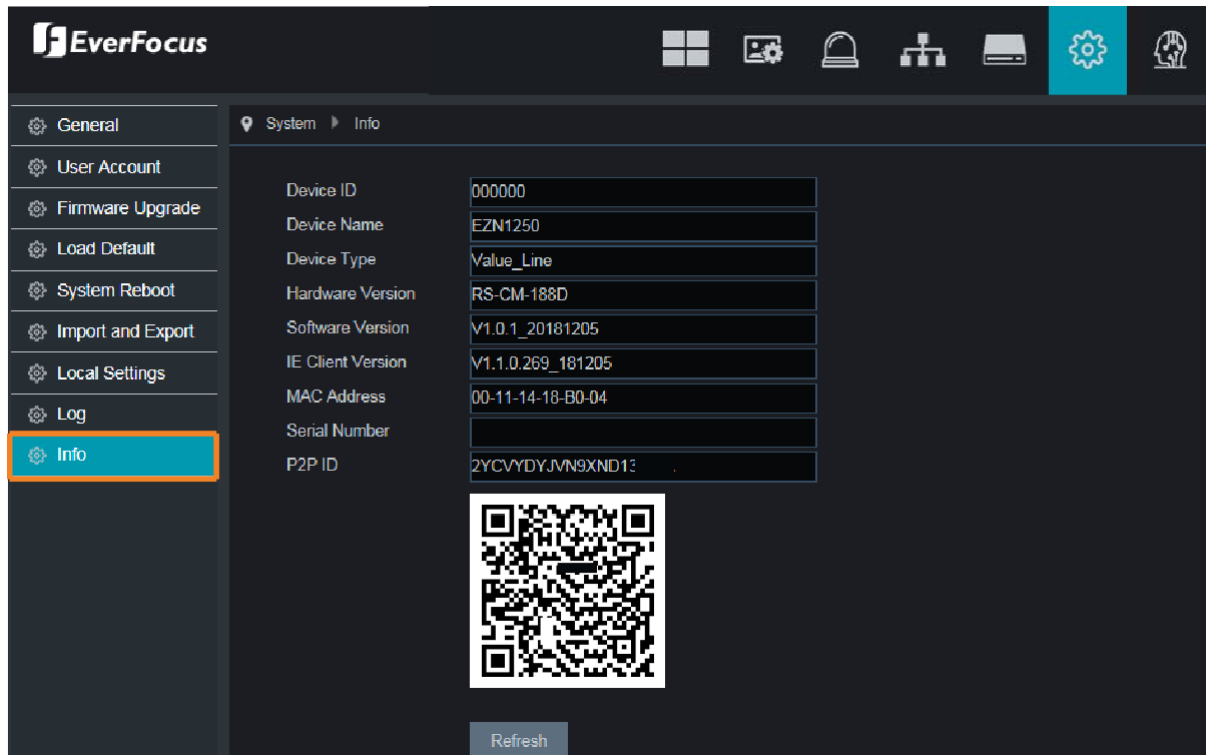 EverFocus
General
User Account
Firmware Upgrade
Load Default
System Reboot
Import and Export
Local Settings
Log
Info
System Info
Device ID 000000
Device Name EZN1250
Device Type Value_Line
Hardware Version RS-CM-188D
Software Version V1.0.1_20181205
IE Client Version V1.1.0.269_181205
MAC Address 00-11-14-18-B0-04
Serial Number
P2P ID
Refresh